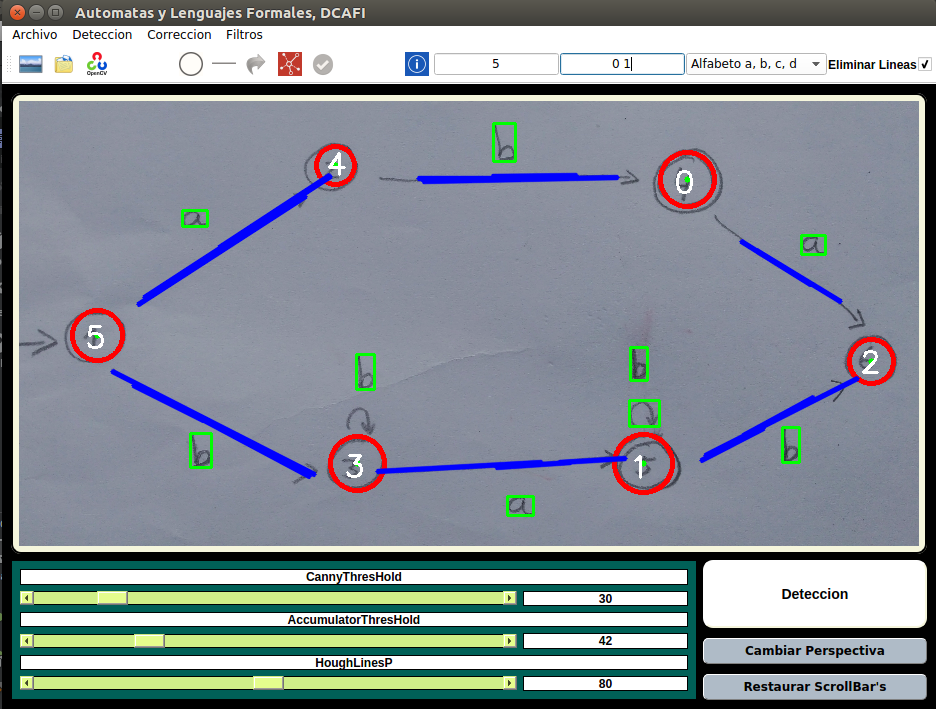 Automatas y Lenguajes Formales, DCAFI
Archivo Deteccion Correccion Filtros
OpenCV
5
0 1
Alfabeto a, b, c, d
Eliminar Lineas
b
4
0
a
a
5
b
b
2
3
1
b
b
a
CannyThresHold
30
AccumulatorThresHold
42
HoughLinesP
80
Deteccion
Cambiar Perspectiva
Restaurar ScrollBar's